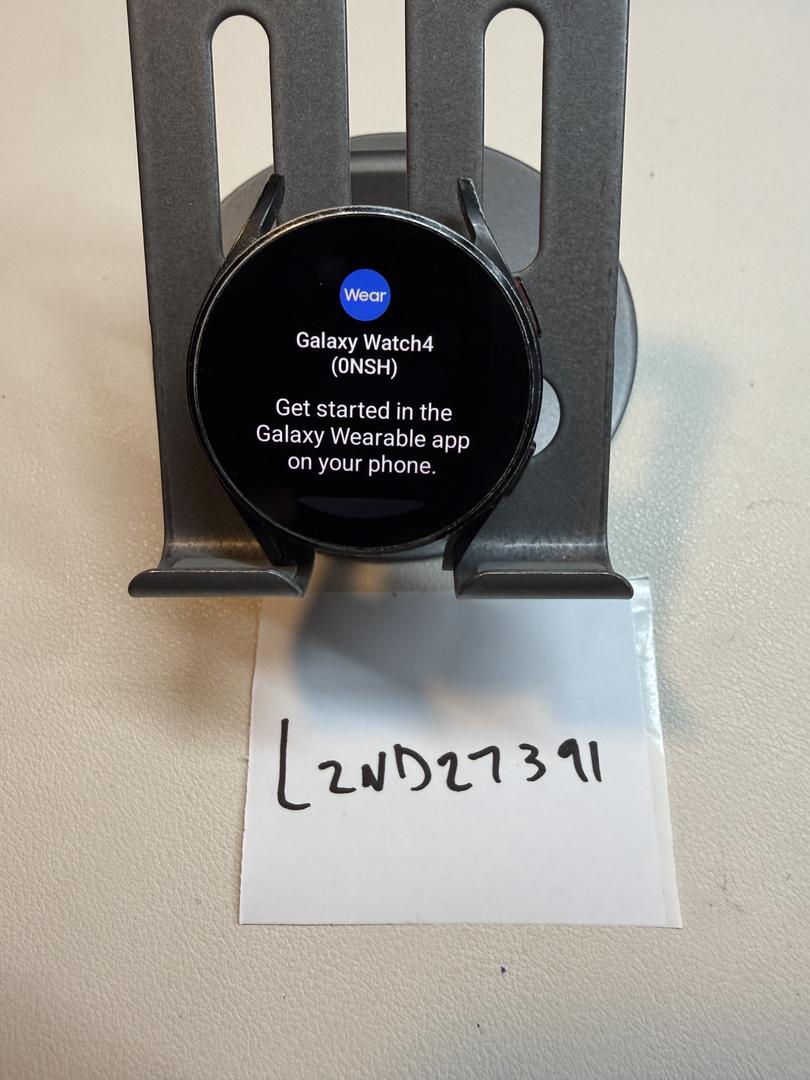 Wear
Galaxy Watch4
(0NSH)
Get started in the
Galaxy Wearable app
on your phone.
L2ND27391